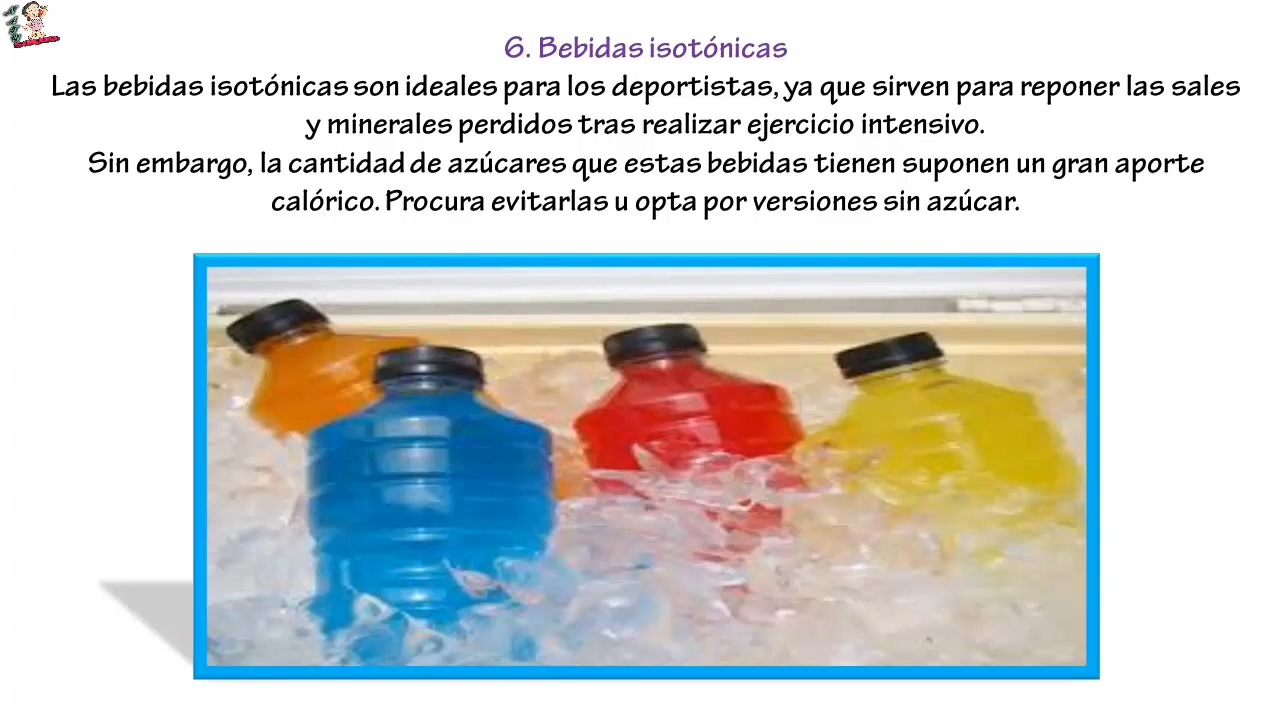 6. Bebidas isotónicas
Las bebidas isotónicas son ideales para los deportistas, ya que sirven para reponer las sales
y minerales perdidos tras realizar ejercicio intensivo.
Sin embargo, la cantidad de azúcares que estas bebidas tienen suponen un gran aporte
calórico. Procura evitarlas u opta por versiones sin azúcar.